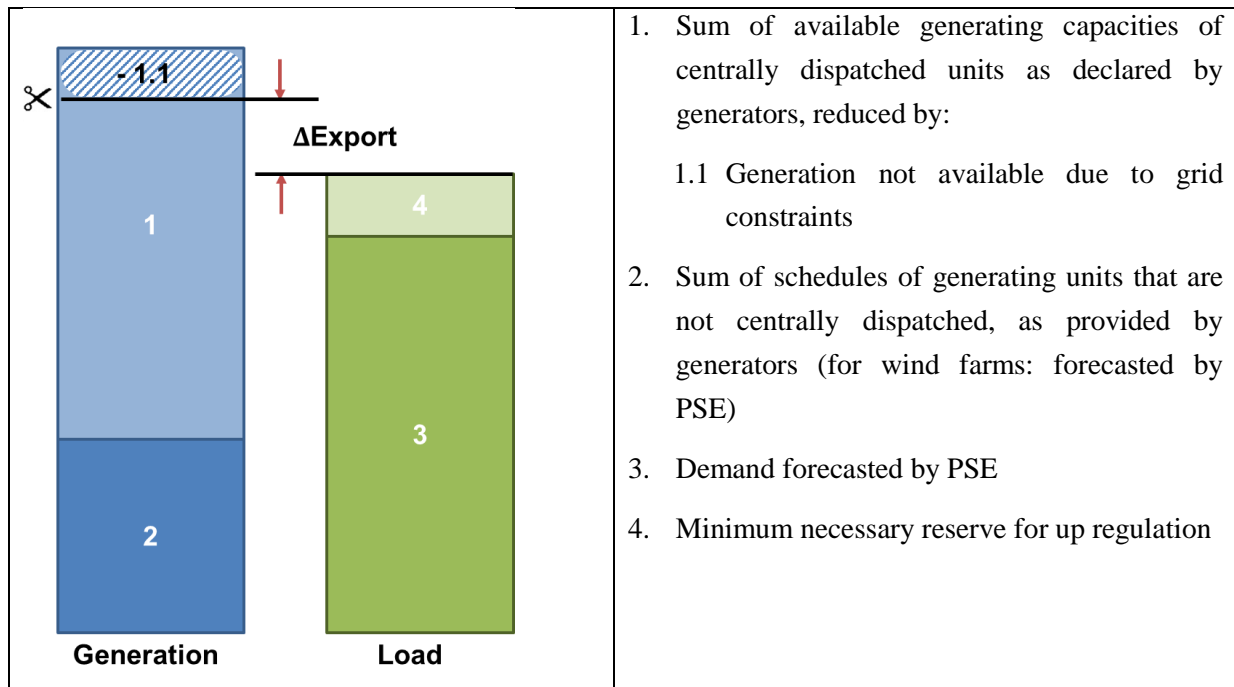 - 1.1
ΔExport
4
1
3
2
Generation
Load
1. Sum of available generating capacities of
centrally dispatched units as declared by
generators, reduced by:
1.1 Generation not available due to grid
constraints
2. Sum of schedules of generating units that are
not centrally dispatched, as provided by
generators (for wind farms: forecasted by
PSE)
3. Demand forecasted by PSE
4. Minimum necessary reserve for up regulation